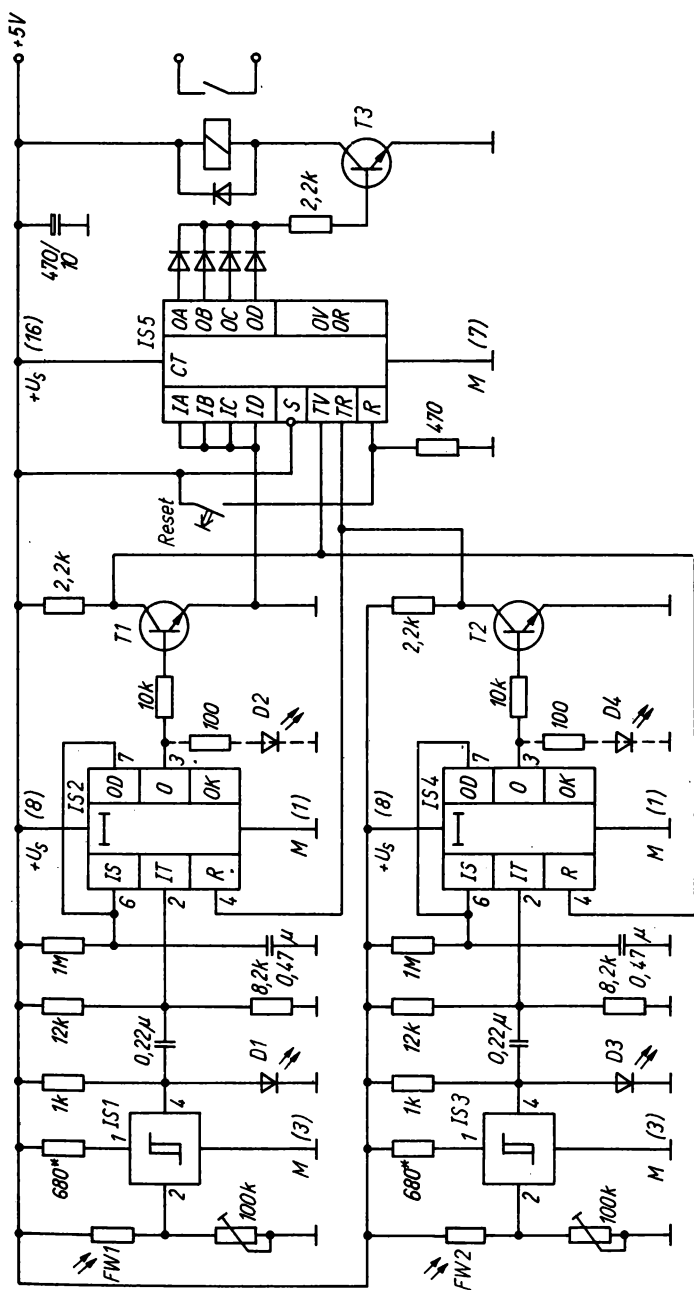 +5V
470/
10
T3
2,2k
(16)
+Us
IS5
CT
OA
OB
OC
OD
OV
OR
IA
IB
IC
ID
S
TV
TR
R
(7)
M
470
Reset
2,2k
T1
10k
100
D2
(8)
+Us
IS2
I
OD
7
O
3
OK
IS
6
IT
2
R
4
(1)
M
1M
12k
0,22µ
8,2k
0,47µ
1k
D1
680*
1
IS1
4
2
(3)
M
FW1
100k
2,2k
T2
10k
100
D4
(8)
+Us
IS4
I
OD
7
O
3
OK
IS
6
IT
2
R
4
(1)
M
1M
12k
0,22µ
8,2k
0,47µ
1k
D3
680*
1
IS3
4
2
(3)
M
FW2
100k